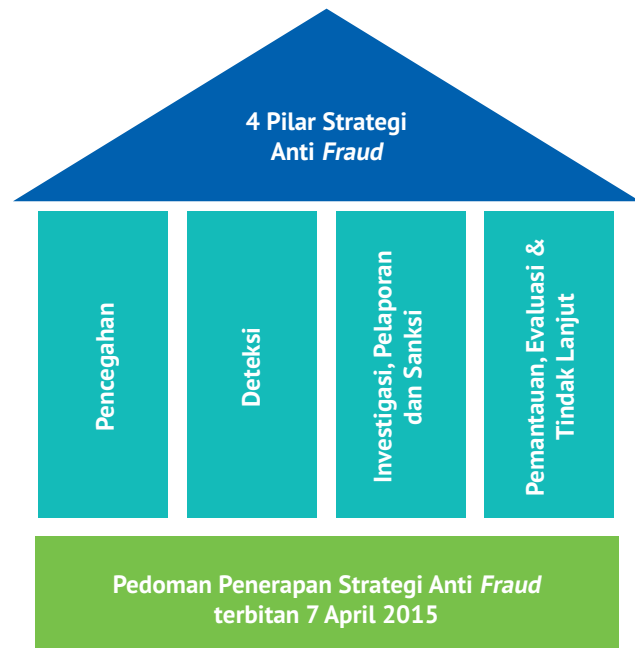 4 Pilar Strategi
Anti Fraud
Pencegahan
Deteksi
Investigasi, Pelaporan
dan Sanksi
Pemantauan, Evaluasi &
Tindak Lanjut
Pedoman Penerapan Strategi Anti Fraud
terbitan 7 April 2015